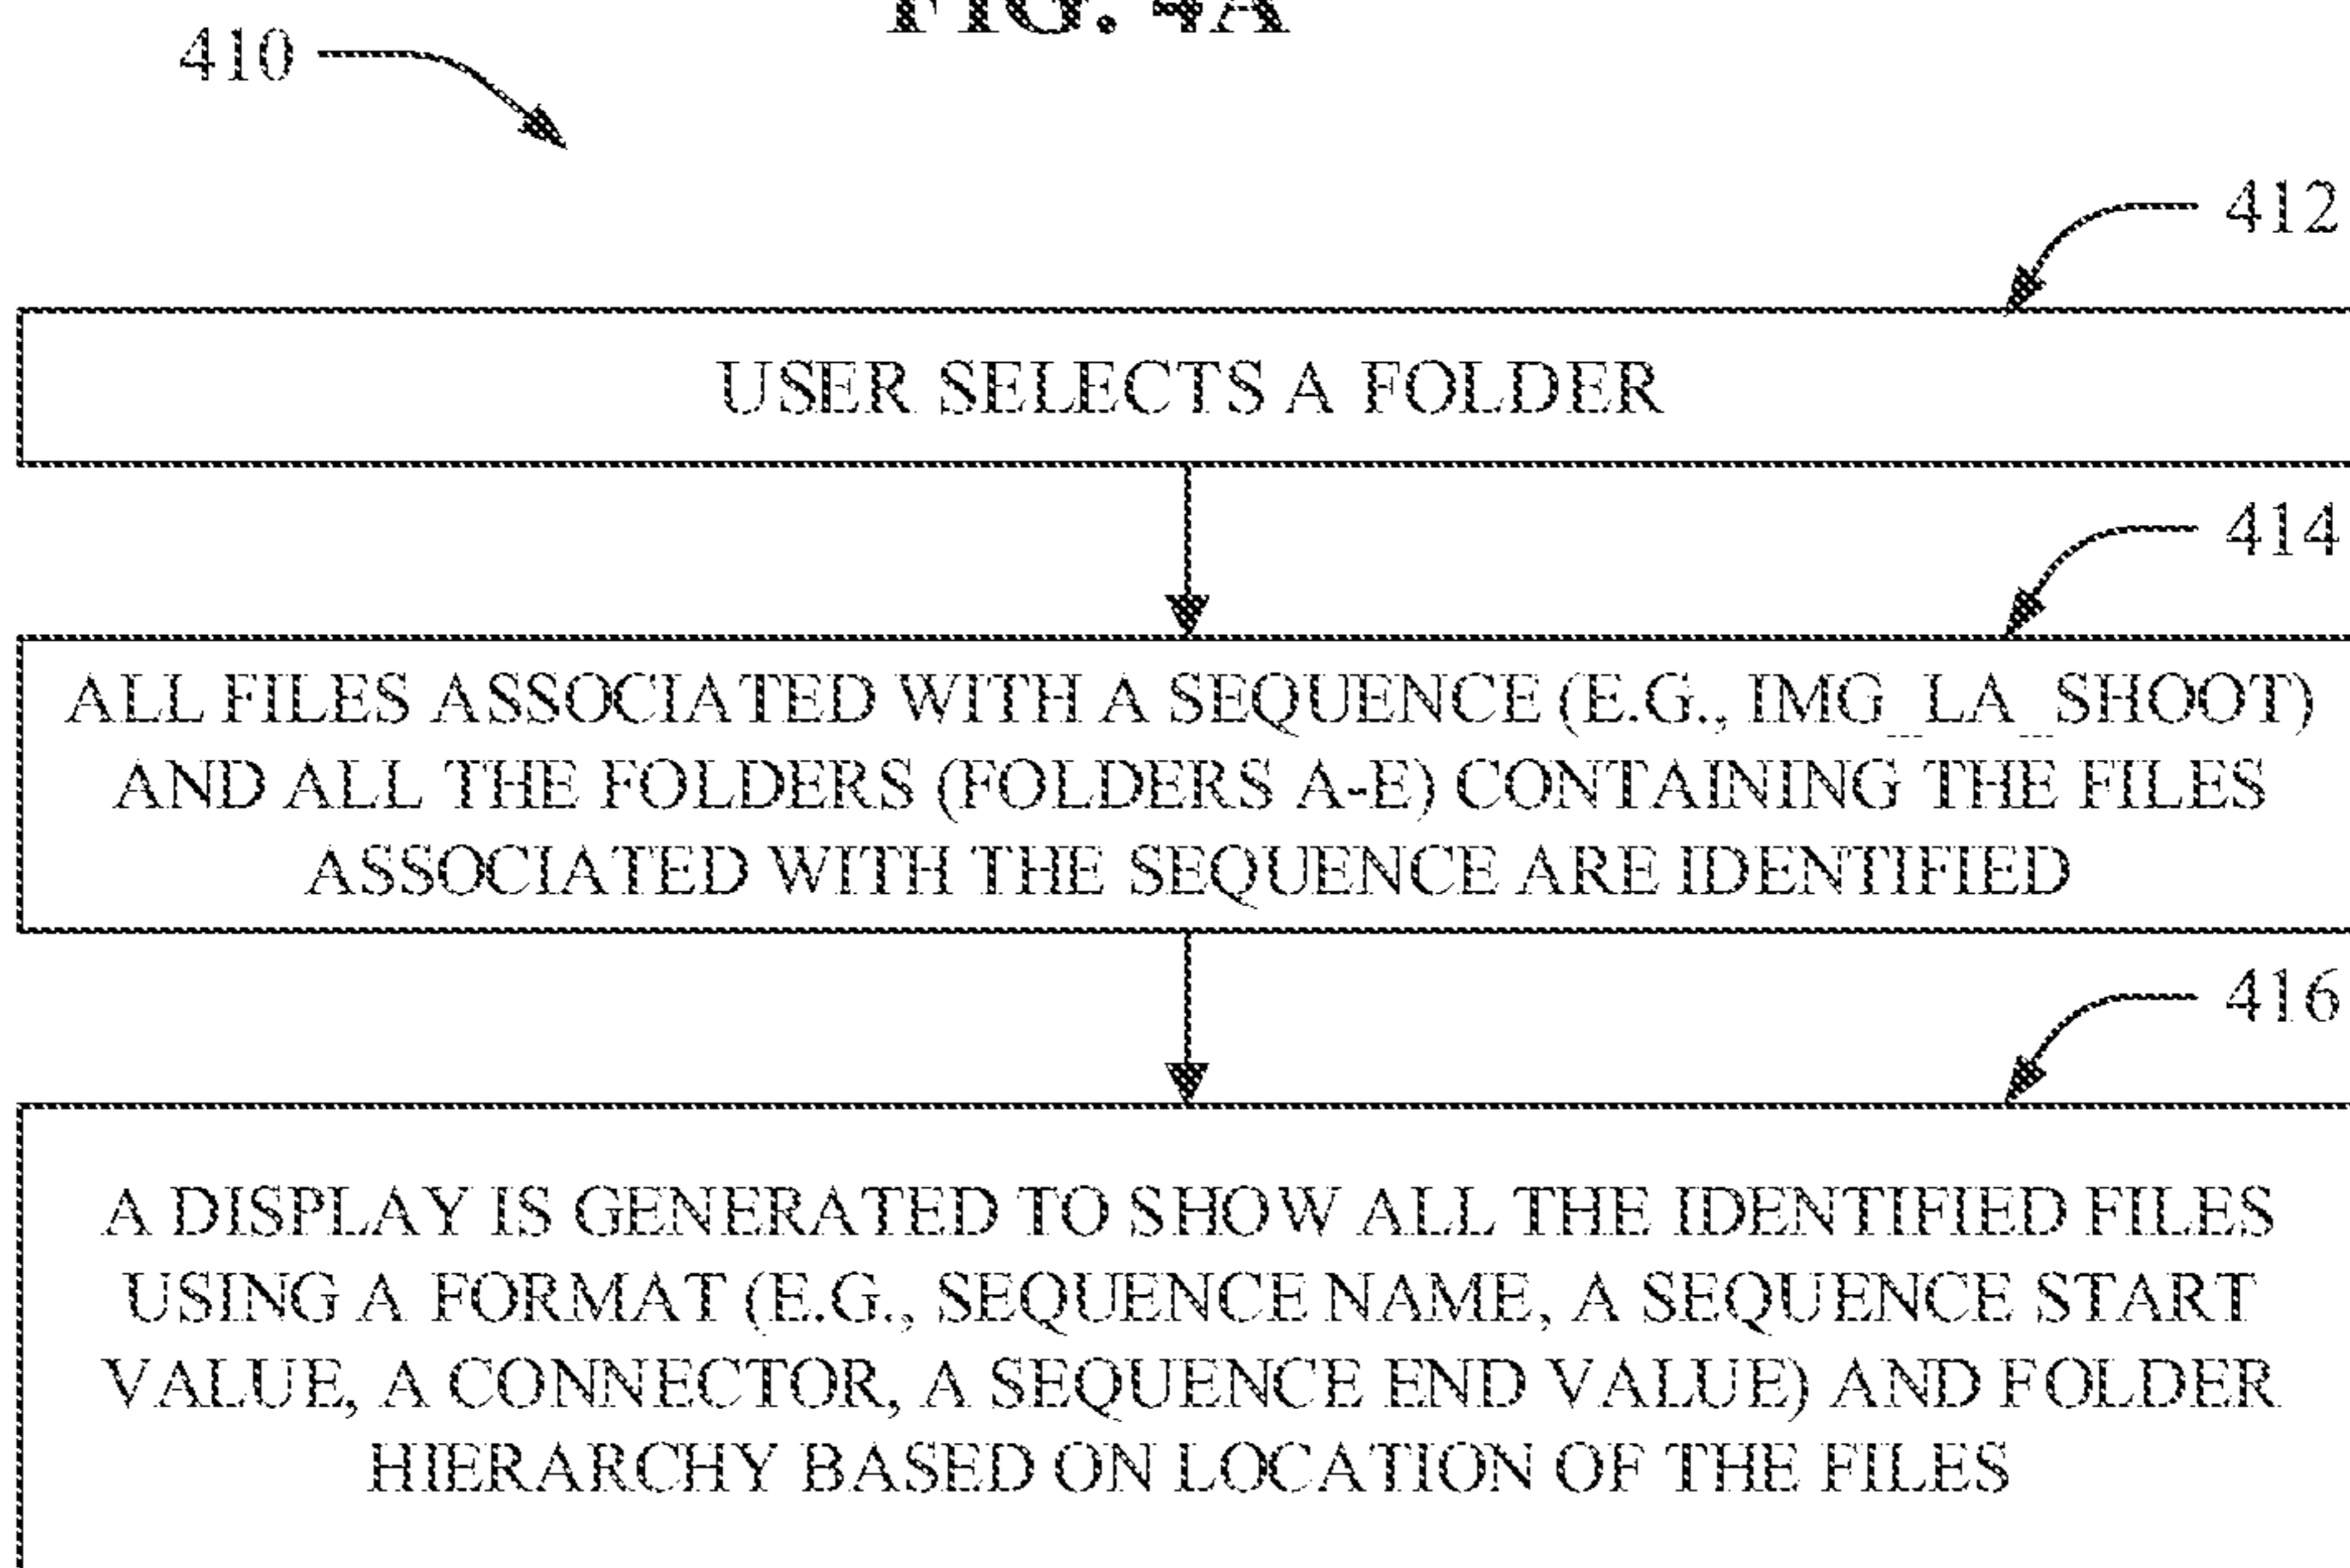 FIG. 4A
410
412
USER SELECTS A FOLDER
414
ALL FILES ASSOCIATED WITH A SEQUENCE (E.G., IMG_LA_SHOOT)
AND ALL THE FOLDERS (FOLDERS A-E) CONTAINING THE FILES
ASSOCIATED WITH THE SEQUENCE ARE IDENTIFIED
416
A DISPLAY IS GENERATED TO SHOW ALL THE IDENTIFIED FILES
USING A FORMAT (E.G., SEQUENCE NAME, A SEQUENCE START
VALUE, A CONNECTOR, A SEQUENCE END VALUE) AND FOLDER
HIERARCHY BASED ON LOCATION OF THE FILES